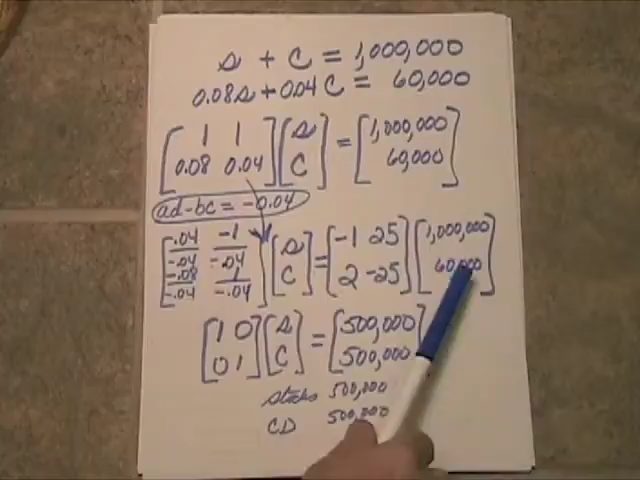 s + C = 1,000,000
0.08s + 0.04C = 60,000
[1 1 0.08 0.04] [s C] = [1,000,000 60,000]
ad-bc = -0.04
[.04/-.04 -1/-.04 -.08/-.04 1/-.04] [s C] = [-1 25 2 -25] [1,000,000 60,000]
[1 0 0 1] [s C] = [500,000 500,000]
stocks 500,000
CD 500,000